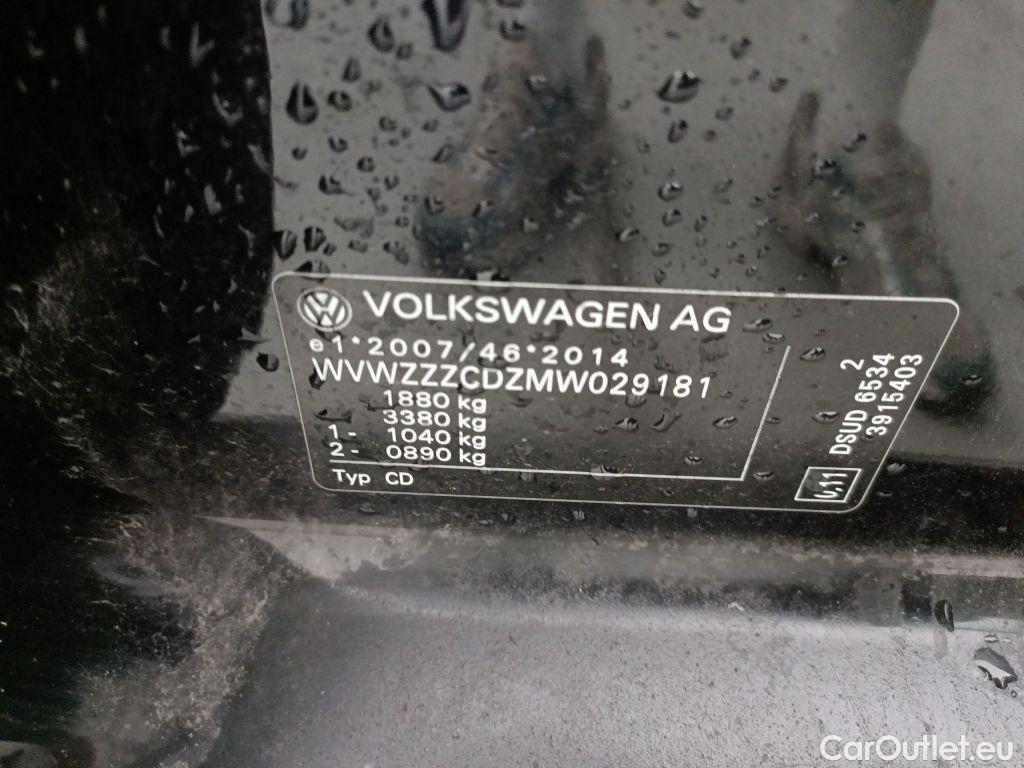 VOLKSWAGEN AG
e1*2007/46*2014
WVWZZZCDZMW029181
1880 kg
3380 kg
1- 1040 kg
2- 0890 kg
Typ CD
2
DSUD 6534
3915403
CarOutlet.eu